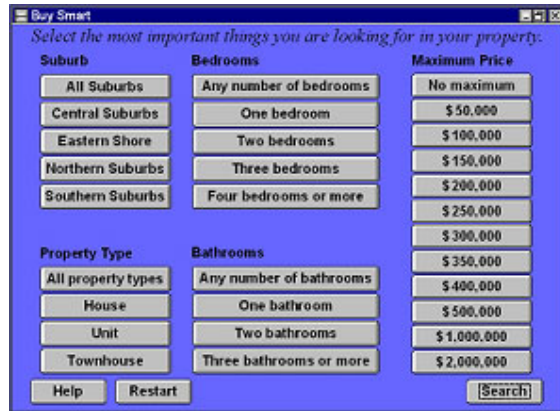 Buy Smart
Select the most important things you are looking for in your property.
Suburb
All Suburbs
Central Suburbs
Eastern Shore
Northern Suburbs
Southern Suburbs
Bedrooms
Any number of bedrooms
One bedroom
Two bedrooms
Three bedrooms
Four bedrooms or more
Maximum Price
No maximum
$50,000
$100,000
$150,000
$200,000
$250,000
$300,000
$350,000
$400,000
$500,000
$1,000,000
$2,000,000
Property Type
All property types
House
Unit
Townhouse
Bathrooms
Any number of bathrooms
One bathroom
Two bathrooms
Three bathrooms or more
Help
Restart
Search